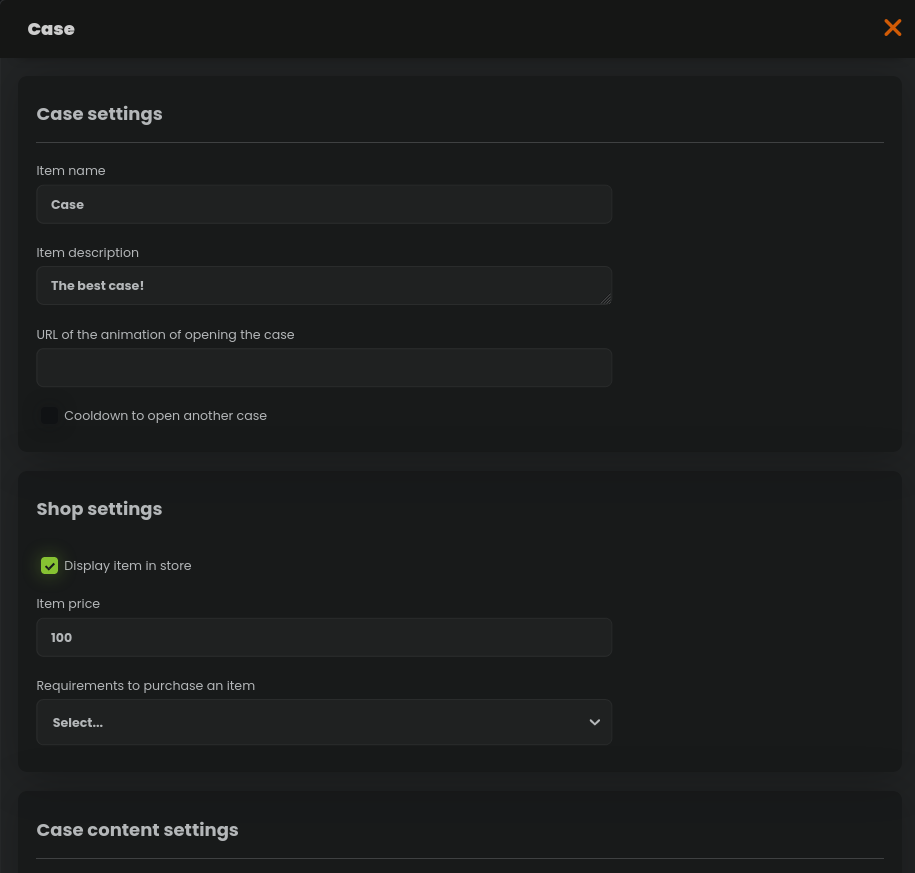 Case
Case settings
Item name
Case
Item description
The best case!
URL of the animation of opening the case
Cooldown to open another case
Shop settings
Display item in store
Item price
100
Requirements to purchase an item
Select...
Case content settings